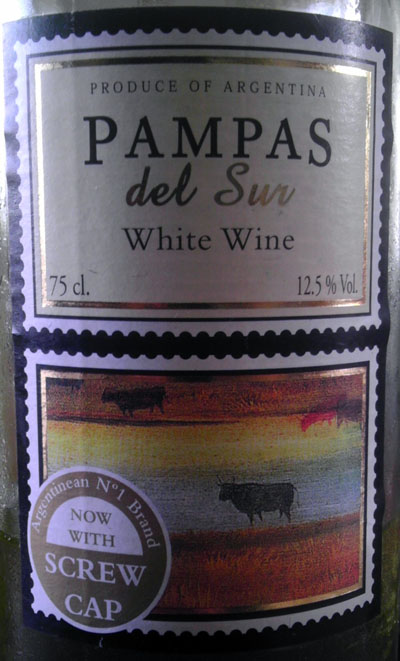 PRODUCE OF ARGENTINA
PAMPAS
del Sur
White Wine
75 cl. 12.5 % Vol.
Argentinean Nº1 Brand
NOW
WITH
SCREW
CAP